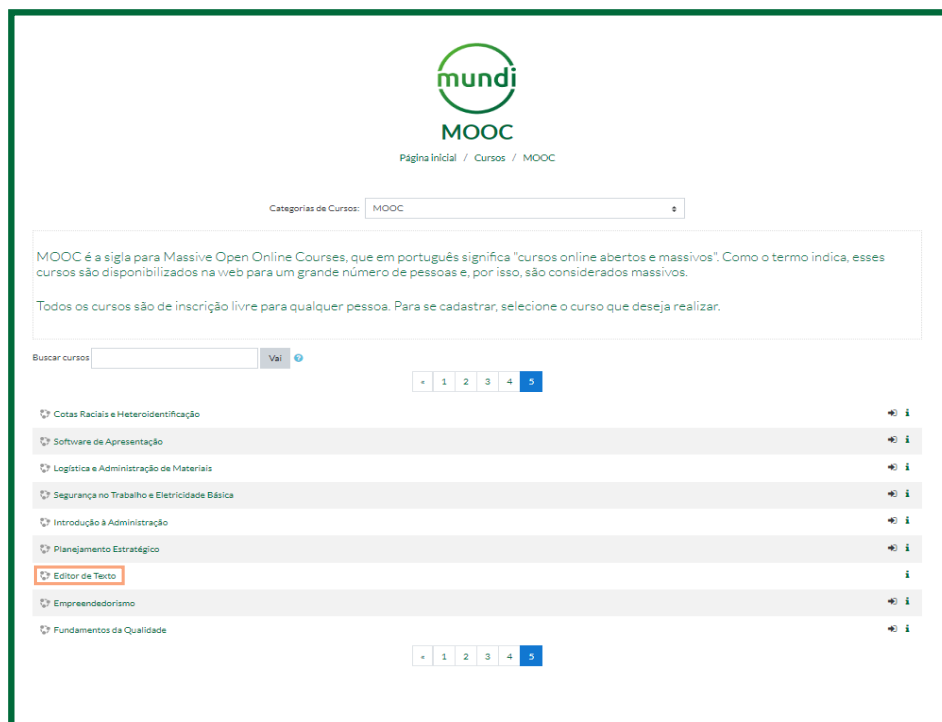 mundi
MOOC
Página inicial / Cursos / MOOC
Categorias de Cursos: MOOC
MOOC é a sigla para Massive Open Online Courses, que em português significa "cursos online abertos e massivos". Como o termo indica, esses
cursos são disponibilizados na web para um grande número de pessoas e, por isso, são considerados massivos.
Todos os cursos são de inscrição livre para qualquer pessoa. Para se cadastrar, selecione o curso que deseja realizar.
Buscar cursos Vai ?
« 1 2 3 4 5
Cotas Raciais e Heteroidentificação i
Software de Apresentação i
Logística e Administração de Materiais i
Segurança no Trabalho e Eletricidade Básica i
Introdução à Administração i
Planejamento Estratégico i
Editor de Texto i
Empreendedorismo i
Fundamentos da Qualidade i
« 1 2 3 4 5